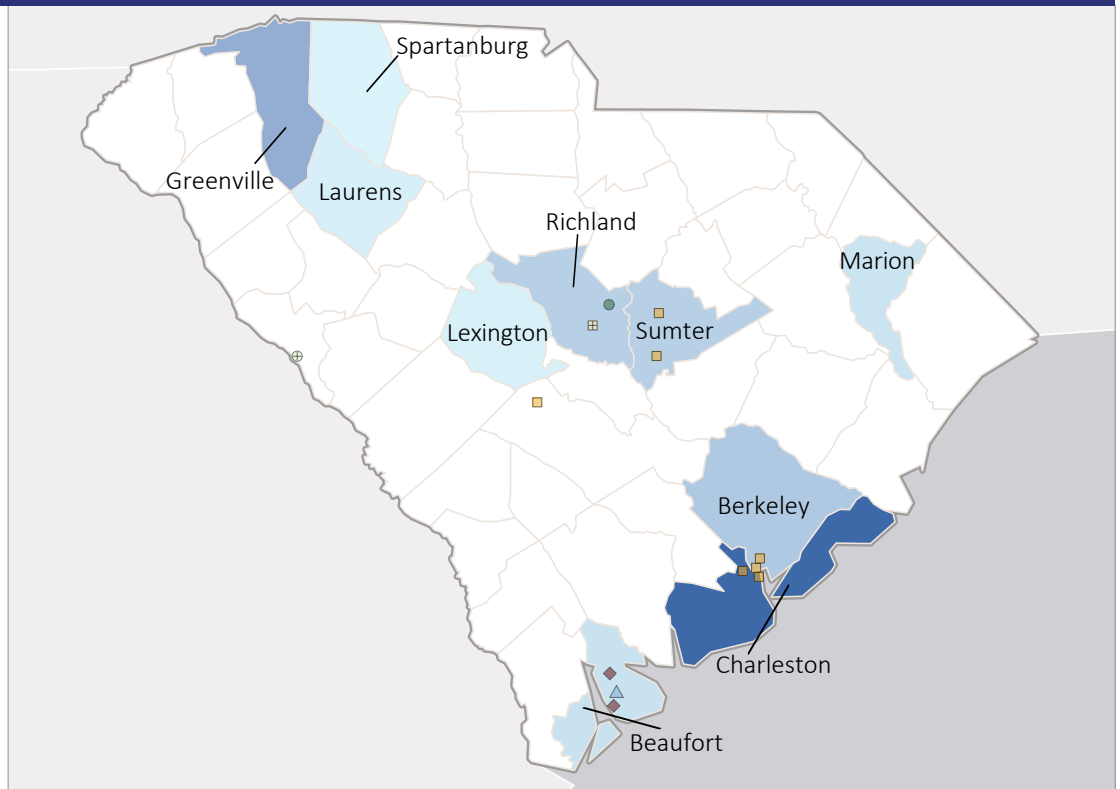 Spartanburg
Greenville
Laurens
Richland
Marion
Lexington
Sumter
Berkeley
Charleston
Beaufort